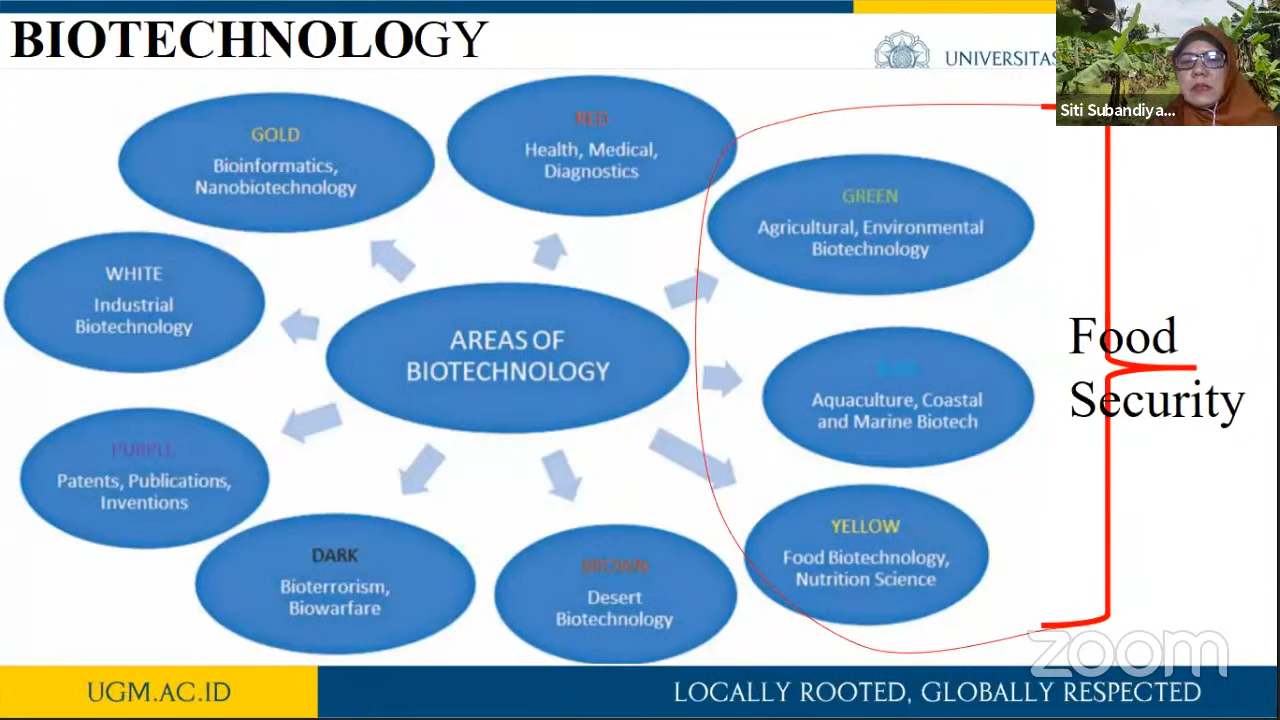 BIOTECHNOLOGY
UNIVERSITAS
Siti Subandiya...
GOLD
Bioinformatics,
Nanobiotechnology
RED
Health, Medical,
Diagnostics
GREEN
Agricultural, Environmental
Biotechnology
WHITE
Industrial
Biotechnology
AREAS OF
BIOTECHNOLOGY
Food
Security
Aquaculture, Coastal
and Marine Biotech
PURPLE
Patents, Publications,
Inventions
DARK
Bioterrorism,
Biowarfare
BROWN
Desert
Biotechnology
YELLOW
Food Biotechnology,
Nutrition Science
zoom
UGM.AC.ID
LOCALLY ROOTED, GLOBALLY RESPECTED